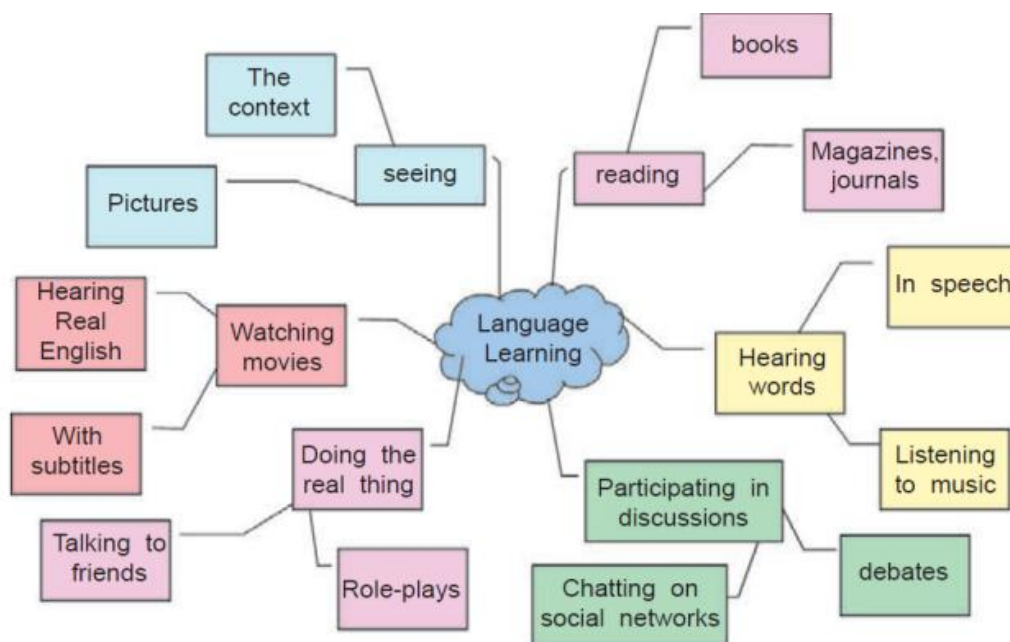 The
context
seeing
Pictures
books
reading
Magazines,
journals
Hearing
Real
English
Watching
movies
With
subtitles
Language
Learning
In speech
Hearing
words
Listening
to music
Doing the
real thing
Talking to
friends
Role-plays
Participating in
discussions
debates
Chatting on
social networks